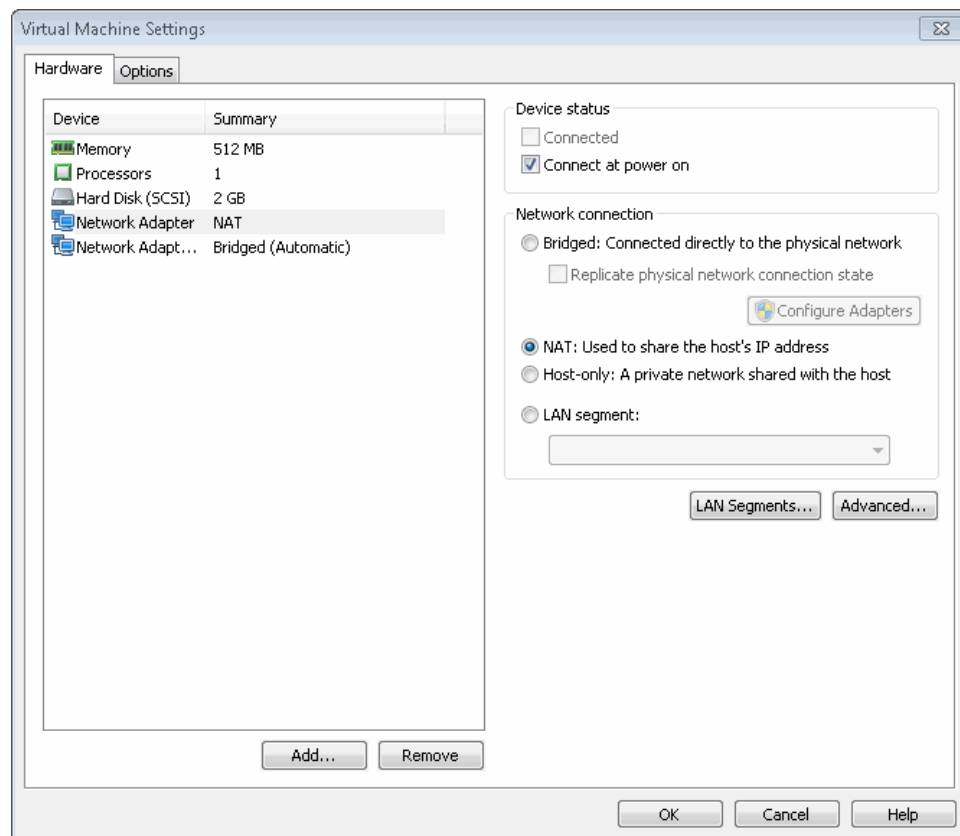 Virtual Machine Settings
Hardware
Options
Device Summary
Memory 512 MB
Processors 1
Hard Disk (SCSI) 2 GB
Network Adapter NAT
Network Adapt... Bridged (Automatic)
Add...
Remove
Device status
Connected
Connect at power on
Network connection
Bridged: Connected directly to the physical network
Replicate physical network connection state
Configure Adapters
NAT: Used to share the host's IP address
Host-only: A private network shared with the host
LAN segment:
LAN Segments...
Advanced...
OK
Cancel
Help